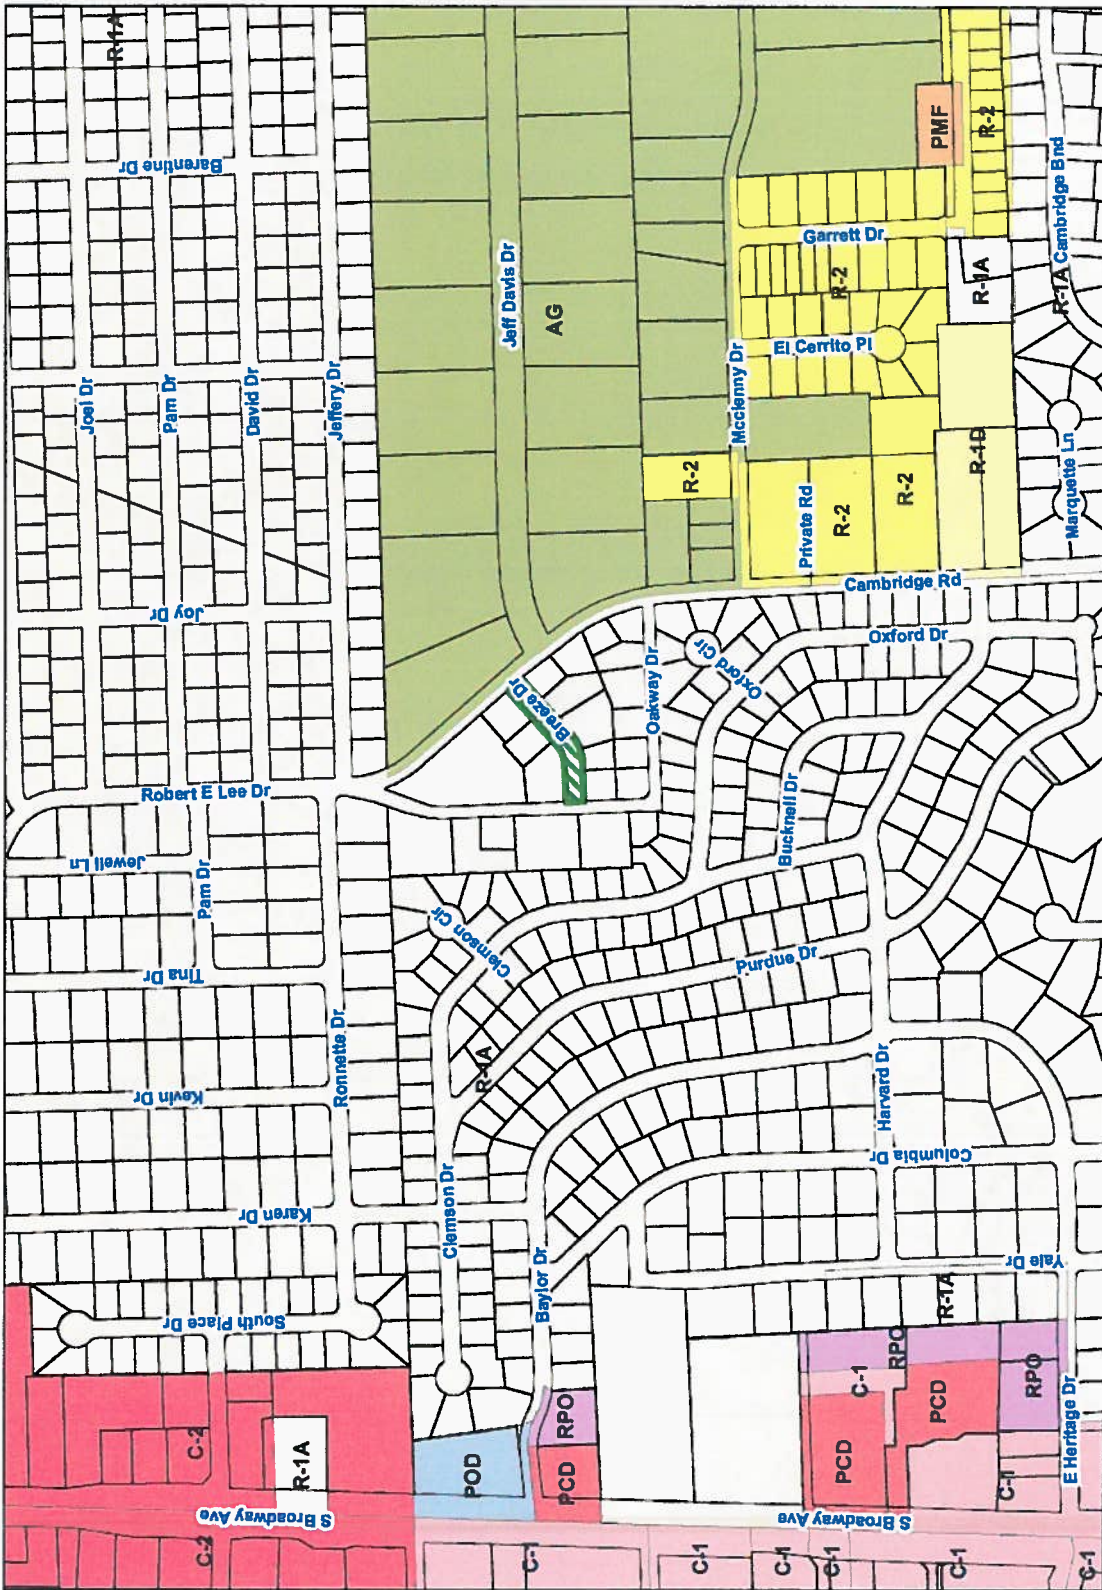 R-1A
Barentine Dr
Joel Dr
Pam Dr
David Dr
Jeffery Dr
Joy Dr
Jeff Davis Dr
AG
PMF
R-2
Cambridge Bnd
R-1A
Garrett Dr
R-2
R-1A
El Cerrito Pl
Mcclenny Dr
R-2
Private Rd
R-2
R-2
R-1D
Marquette Ln
Cambridge Rd
Oxford Dr
Oxford Cir
Oakway Dr
Breeze Dr
Robert E Lee Dr
Jewell Ln
Pam Dr
Bucknell Dr
Clemson Cir
Tina Dr
Purdue Dr
Ronnette Dr
R-1A
Kevin Dr
Harvard Dr
Columbia Dr
Karen Dr
Clemson Dr
Baylor Dr
Yale Dr
R-1A
South Place Dr
C-2
R-1A
POD
RPO
PCD
C-1
RPO
PCD
PCD
RPO
E Heritage Dr
C-1
S Broadway Ave
S Broadway Ave
C-2
C-1
C-1
C-1
C-1
C-1
C-1